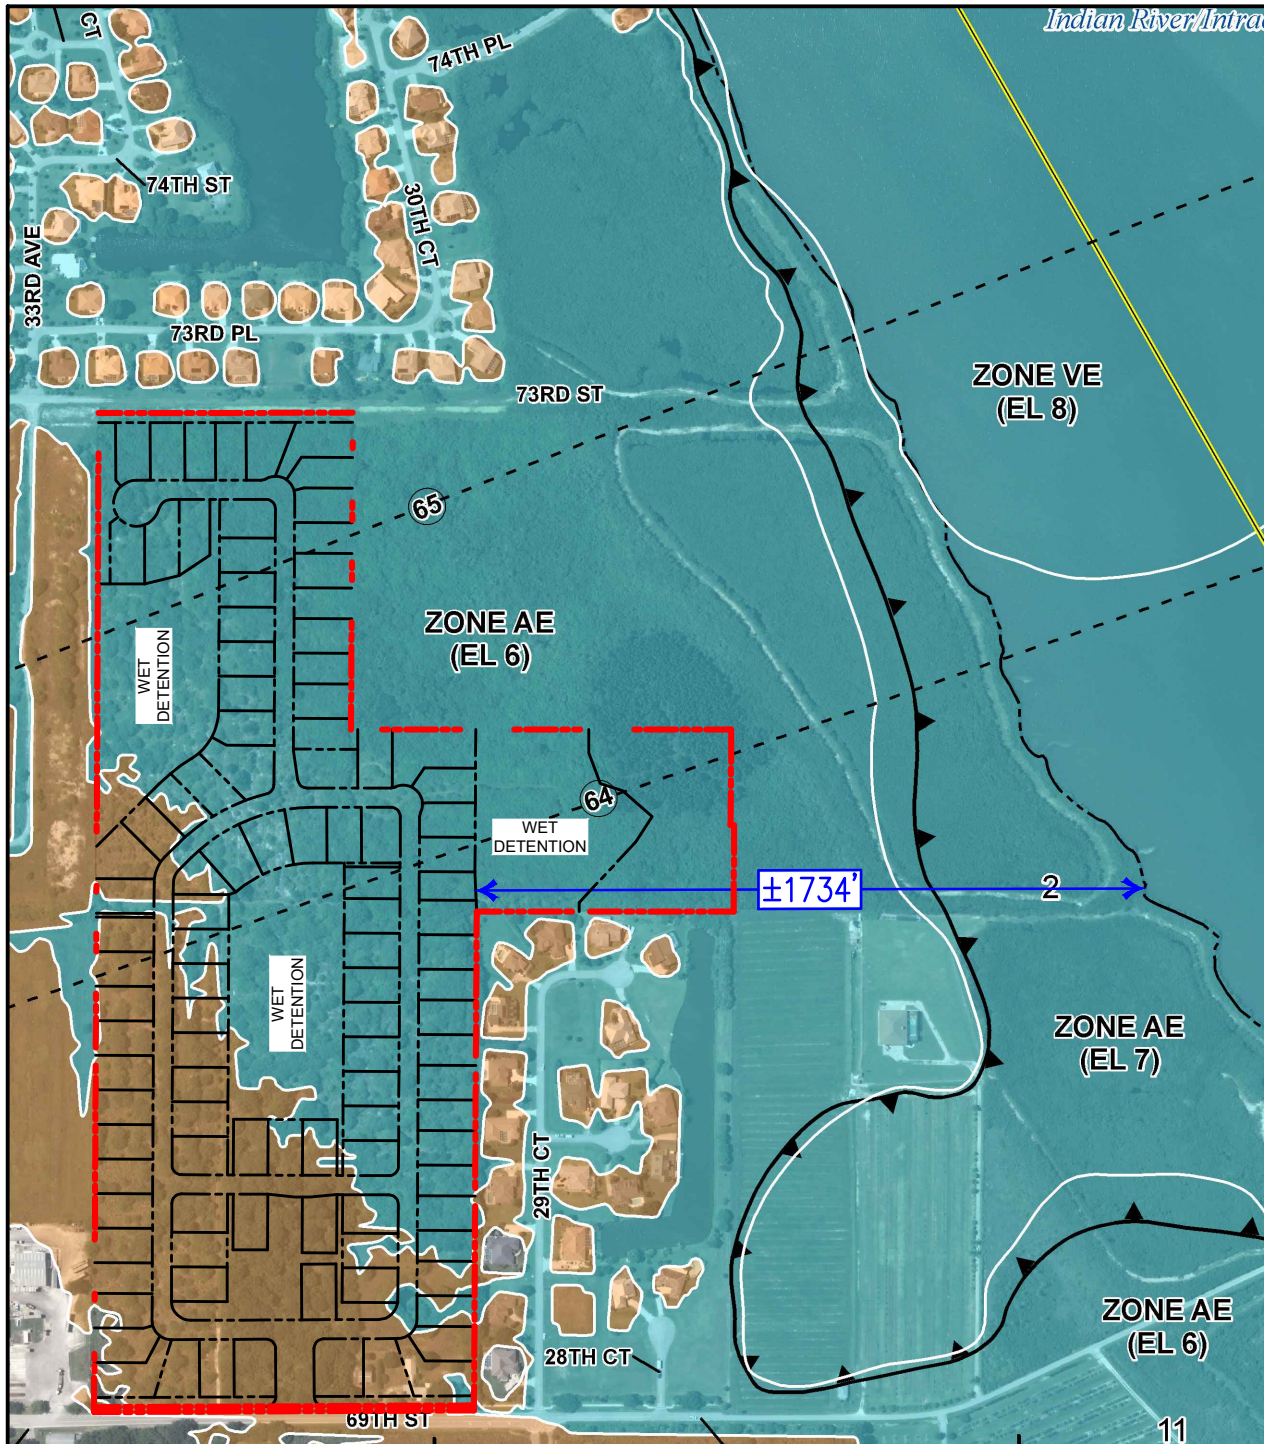 Indian River/Intrac
CT
74TH PL
74TH ST
30TH CT
33RD AVE
73RD PL
ZONE VE
(EL 8)
73RD ST
65
ZONE AE
(EL 6)
WET
DETENTION
64
WET
DETENTION
±1734'
2
WET
DETENTION
ZONE AE
(EL 7)
29TH CT
ZONE AE
(EL 6)
28TH CT
69TH ST
11